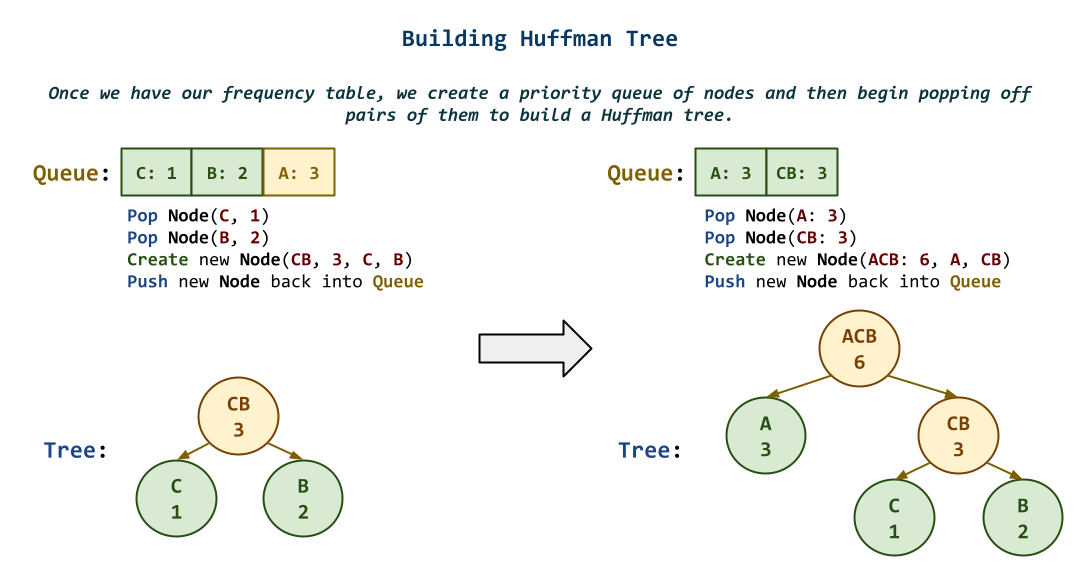 Building Huffman Tree
Once we have our frequency table, we create a priority queue of nodes and then begin popping off
pairs of them to build a Huffman tree.
Queue: C: 1 B: 2 A: 3
Pop Node(C, 1)
Pop Node(B, 2)
Create new Node(CB, 3, C, B)
Push new Node back into Queue
Tree:
CB
3
C
1
B
2
Queue: A: 3 CB: 3
Pop Node(A: 3)
Pop Node(CB: 3)
Create new Node(ACB: 6, A, CB)
Push new Node back into Queue
Tree:
ACB
6
A
3
CB
3
C
1
B
2